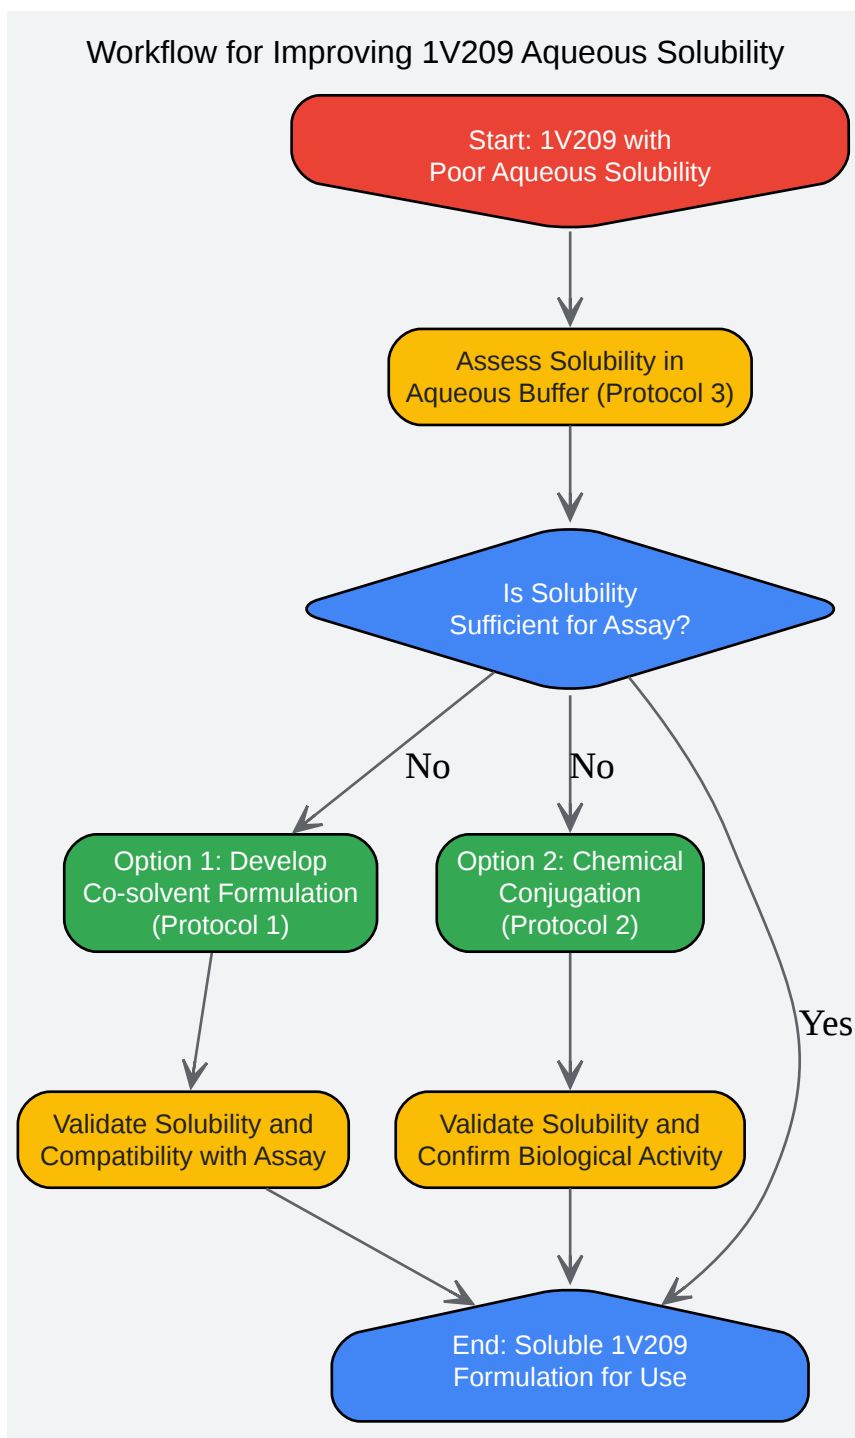 Workflow for Improving 1V209 Aqueous Solubility
Start: 1V209 with
Poor Aqueous Solubility
Assess Solubility in
Aqueous Buffer (Protocol 3)
Is Solubility
Sufficient for Assay?
No
No
Option 1: Develop
Co-solvent Formulation
(Protocol 1)
Option 2: Chemical
Conjugation
(Protocol 2)
Yes
Validate Solubility and
Compatibility with Assay
Validate Solubility and
Confirm Biological Activity
End: Soluble 1V209
Formulation for Use